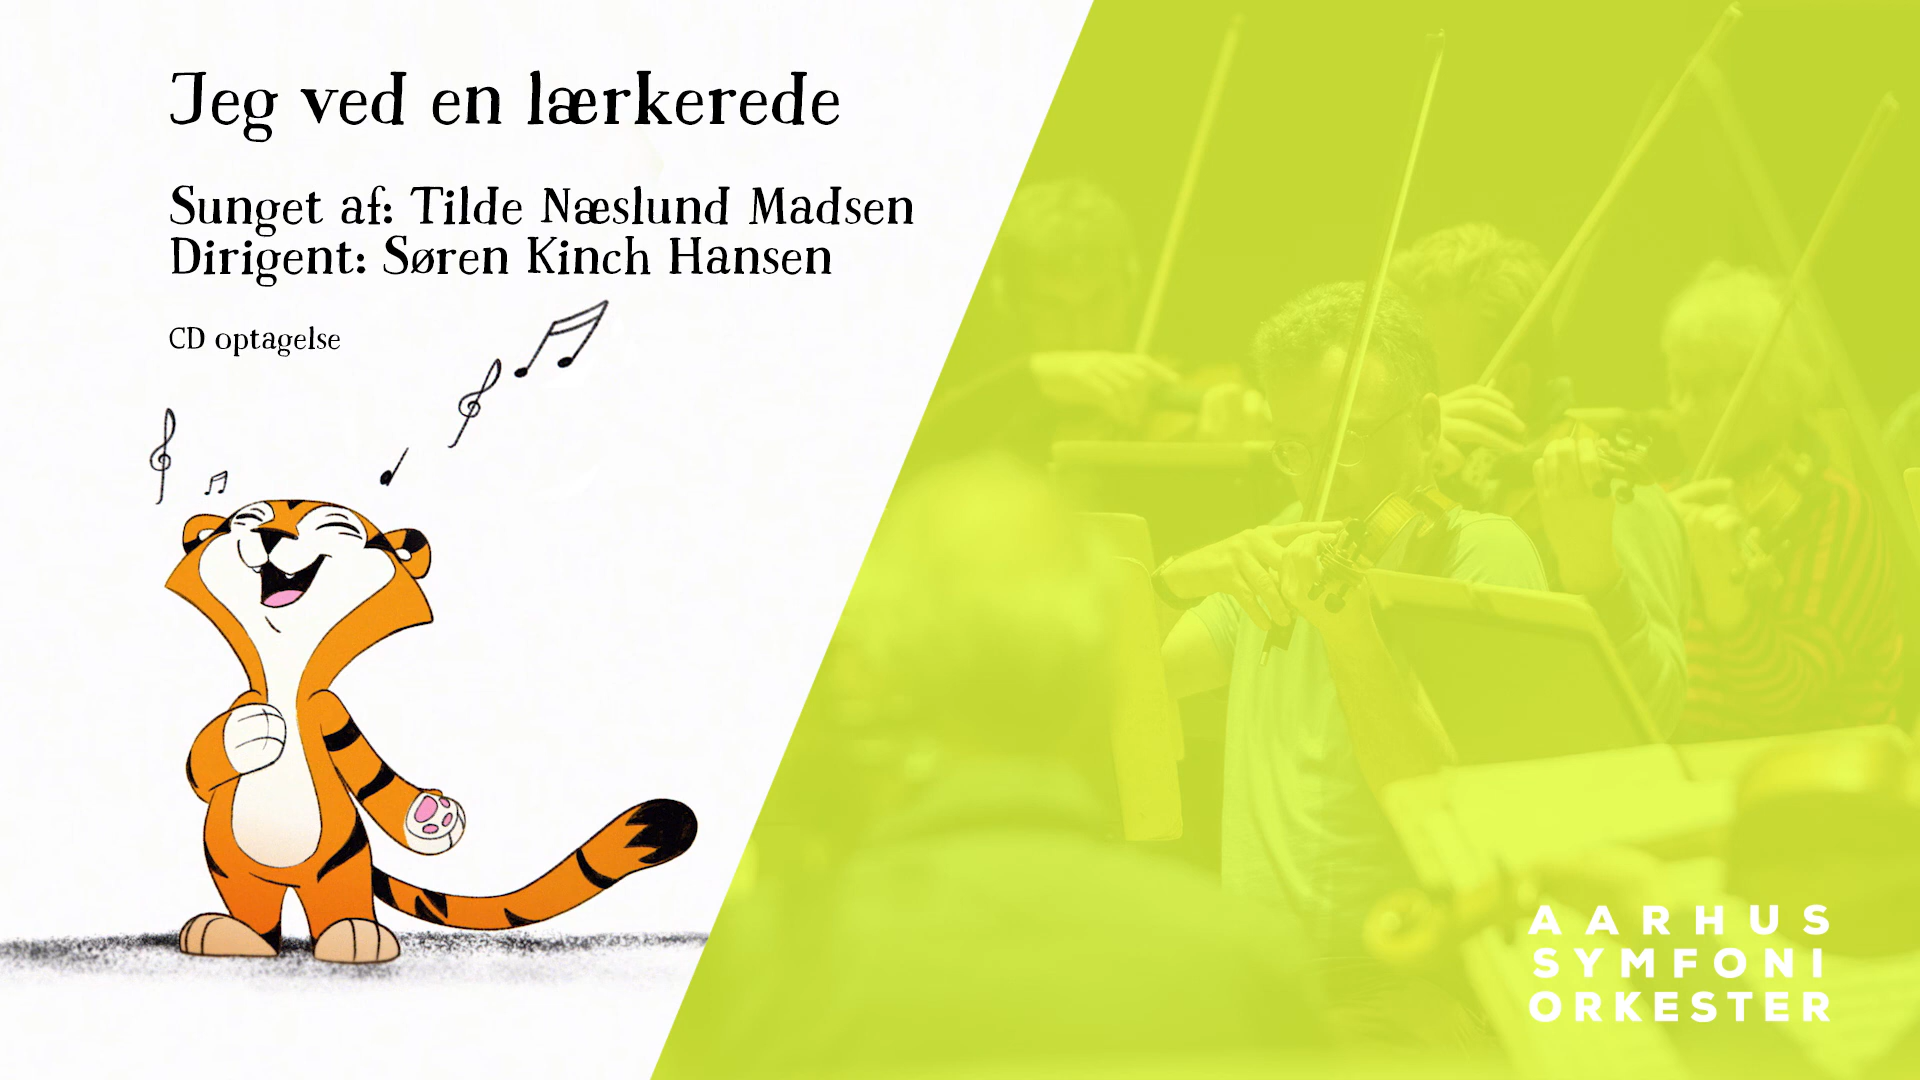 Jeg ved en lærkerede
Sunget af: Tilde Næslund Madsen
Dirigent: Søren Kinch Hansen
CD optagelse
AARHUS
SYMFONI
ORKESTER